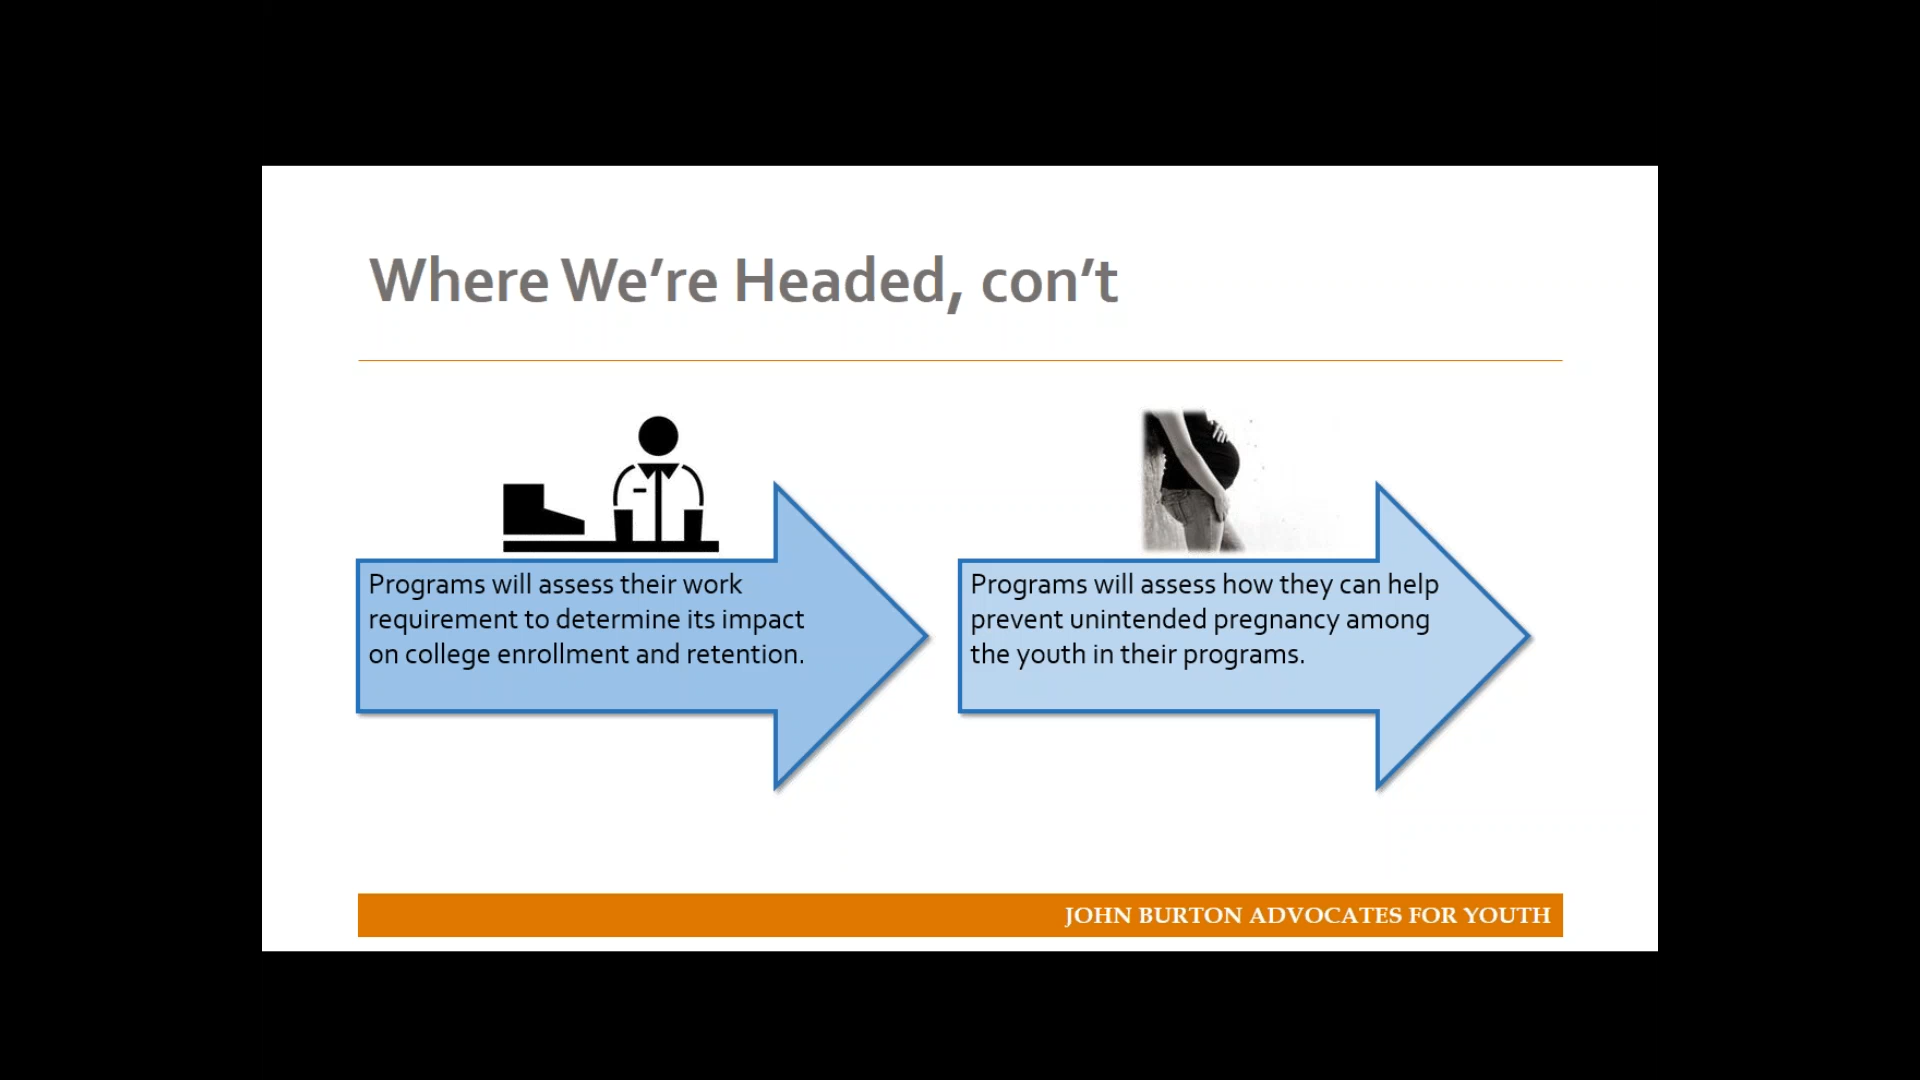 Where We’re Headed, con’t
Programs will assess their work
requirement to determine its impact
on college enrollment and retention.
Programs will assess how they can help
prevent unintended pregnancy among
the youth in their programs.
JOHN BURTON ADVOCATES FOR YOUTH